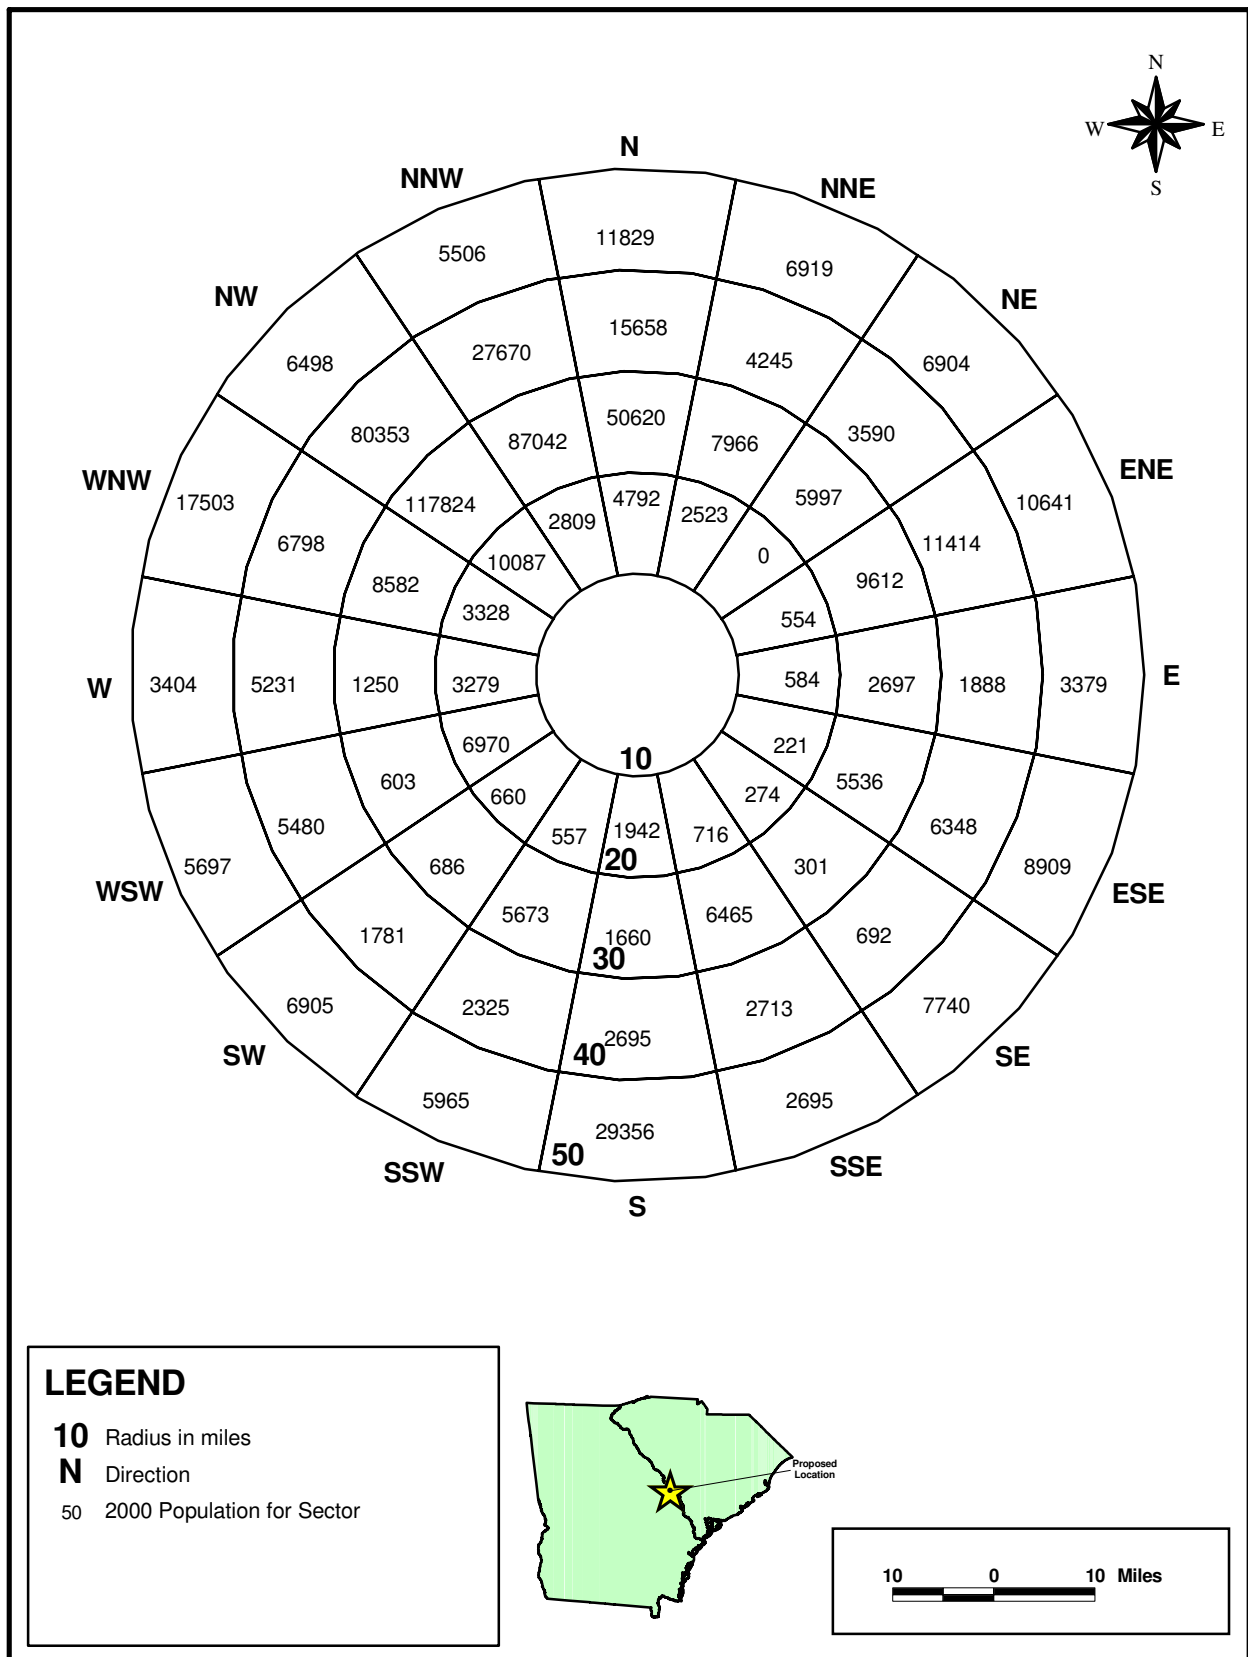 N
W E
S
N
NNW
NNE
11829
5506
6919
NW
NE
15658
27670
4245
6498
6904
50620
80353
87042
7966
3590
WNW
ENE
17503
117824
4792
5997
10641
2809
2523
6798
11414
10087
0
8582
9612
3328
554
W
3404
5231
1250
3279
584
2697
1888
3379
E
6970
221
10
603
5536
660
274
5480
6348
557
1942
716
20
5697
686
301
8909
WSW
ESE
5673
6465
1781
1660
692
30
6905
2325
2713
7740
SW
2695
SE
40
5965
2695
29356
50
SSW
SSE
S
LEGEND
10 Radius in miles
N Direction
50 2000 Population for Sector
Proposed
Location
10 0 10 Miles